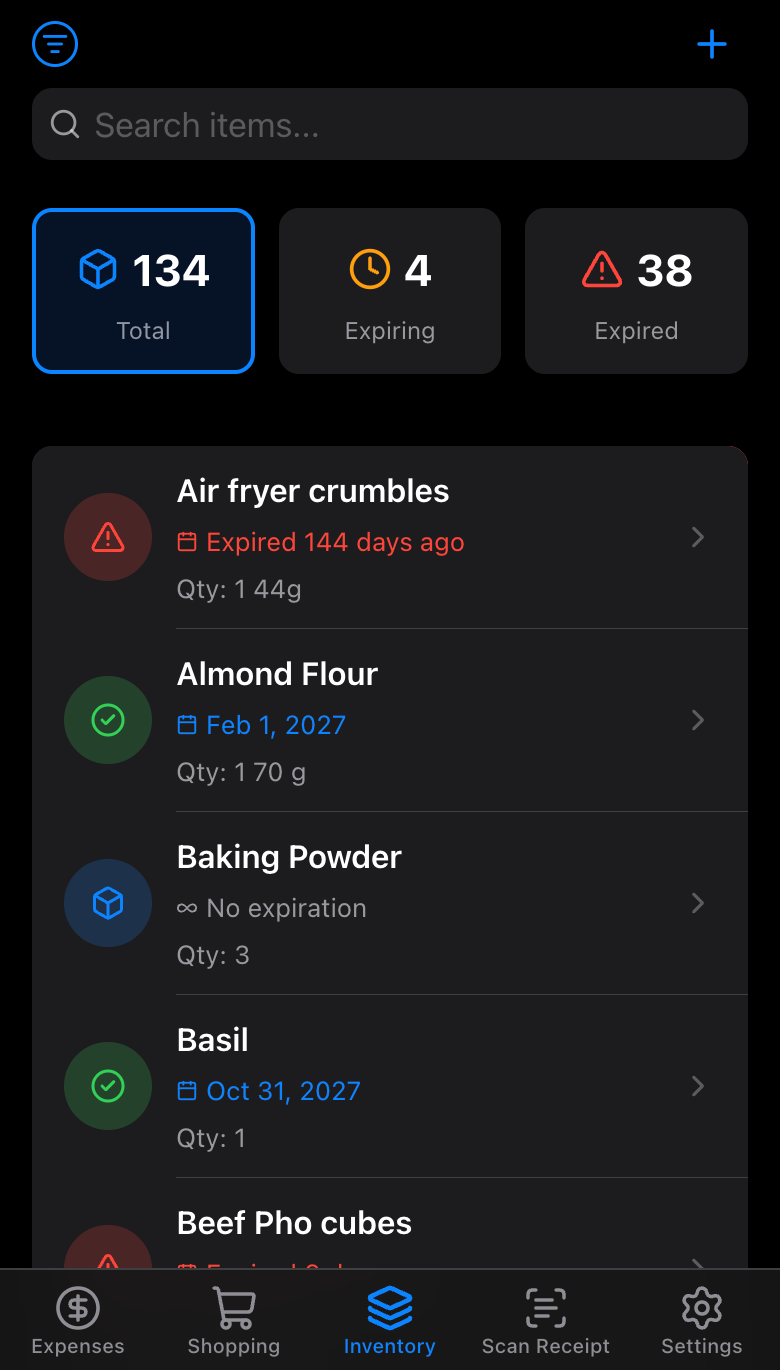 Search items...
134
Total
4
Expiring
38
Expired
Air fryer crumbles
Expired 144 days ago
Qty: 1 44g
Almond Flour
Feb 1, 2027
Qty: 1 70 g
Baking Powder
No expiration
Qty: 3
Basil
Oct 31, 2027
Qty: 1
Beef Pho cubes
Expenses
Shopping
Inventory
Scan Receipt
Settings